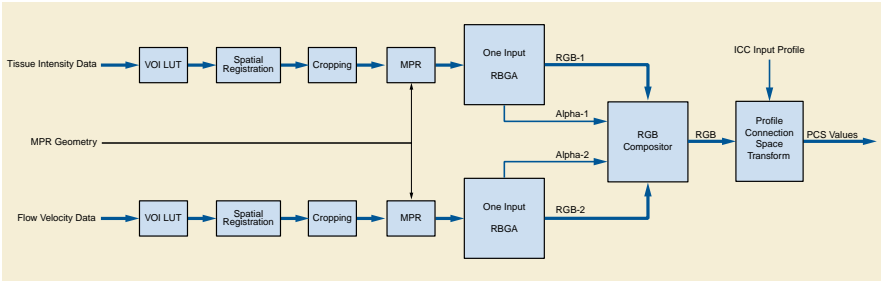 ICC Input Profile
Tissue Intensity Data
VOI LUT
Spatial
Registration
Cropping
MPR
One Input
RBGA
RGB-1
Alpha-1
MPR Geometry
RGB
Compositor
RGB
Profile
Connection
Space
Transform
PCS Values
Alpha-2
Flow Velocity Data
VOI LUT
Spatial
Registration
Cropping
MPR
One Input
RBGA
RGB-2